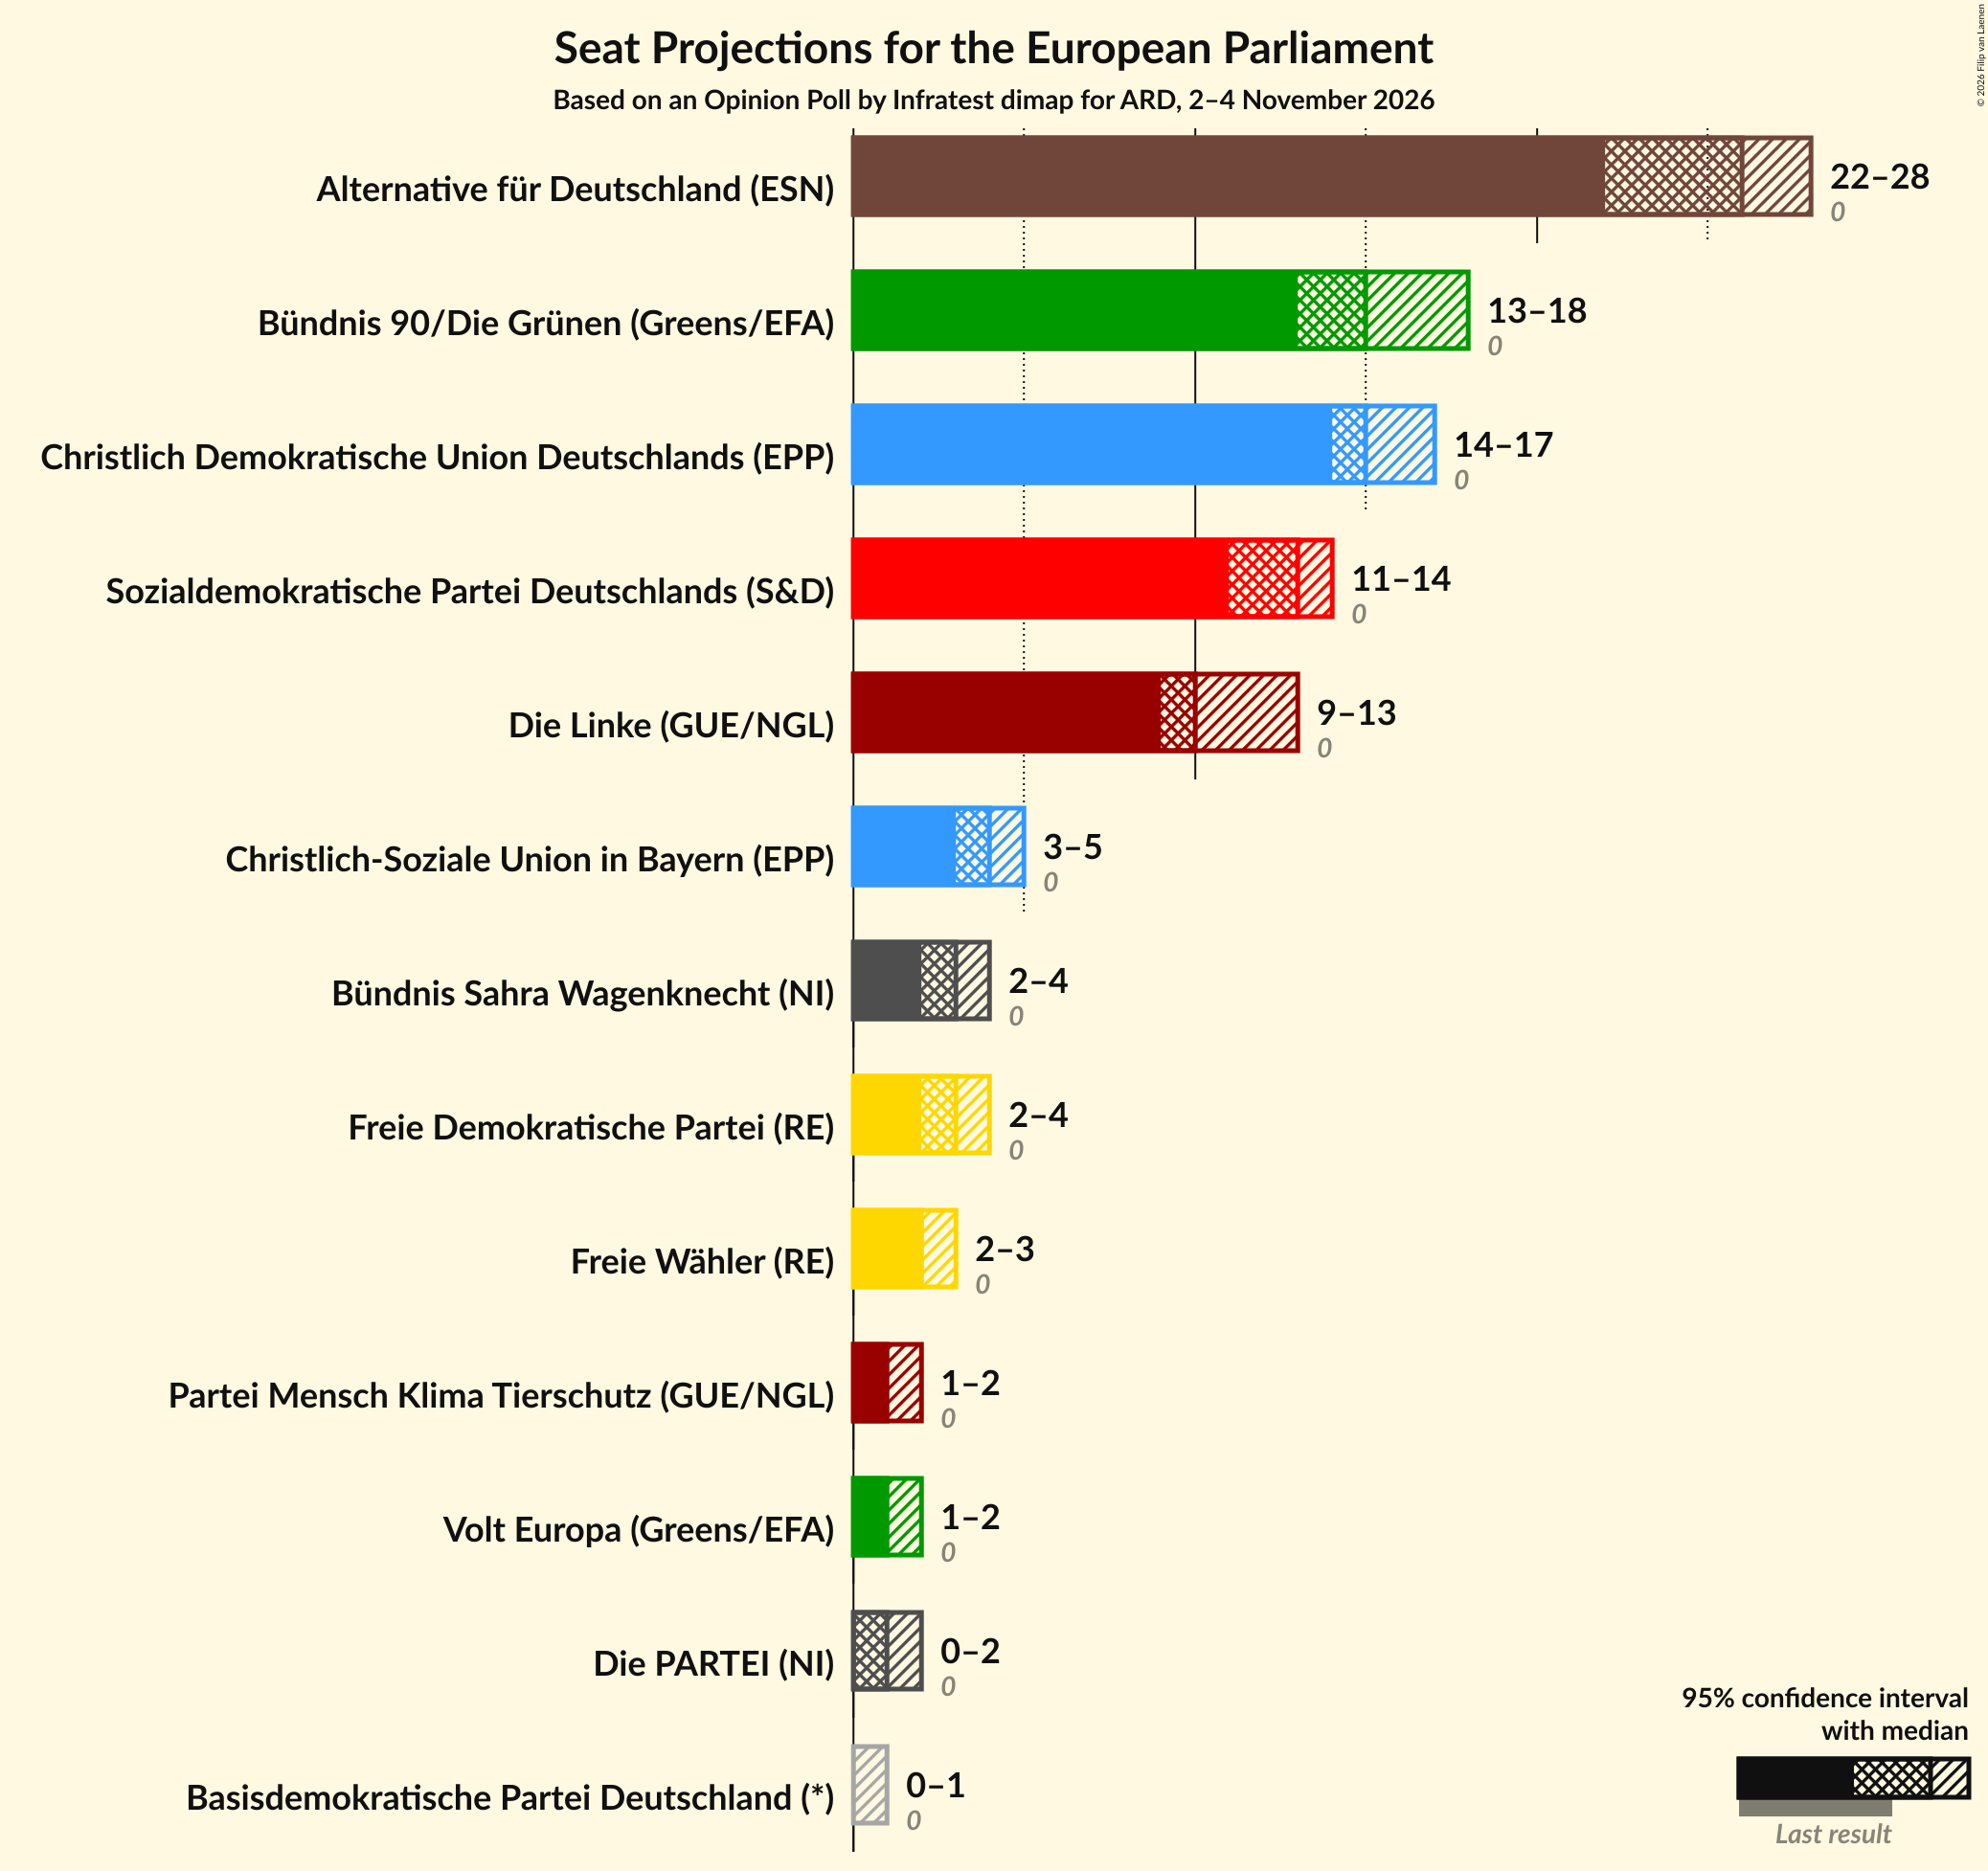 Seat Projections for the European Parliament
Based on an Opinion Poll by Infratest dimap for ARD, 2–4 November 2026
© 2026 Filip van Laenen
Alternative für Deutschland (ESN)
22–28
0
Bündnis 90/Die Grünen (Greens/EFA)
13–18
0
Christlich Demokratische Union Deutschlands (EPP)
14–17
0
Sozialdemokratische Partei Deutschlands (S&D)
11–14
0
Die Linke (GUE/NGL)
9–13
0
Christlich-Soziale Union in Bayern (EPP)
3–5
0
Bündnis Sahra Wagenknecht (NI)
2–4
0
Freie Demokratische Partei (RE)
2–4
0
Freie Wähler (RE)
2–3
0
Partei Mensch Klima Tierschutz (GUE/NGL)
1–2
0
Volt Europa (Greens/EFA)
1–2
0
Die PARTEI (NI)
0–2
0
Basisdemokratische Partei Deutschland (*)
0–1
0
95% confidence interval
with median
Last result